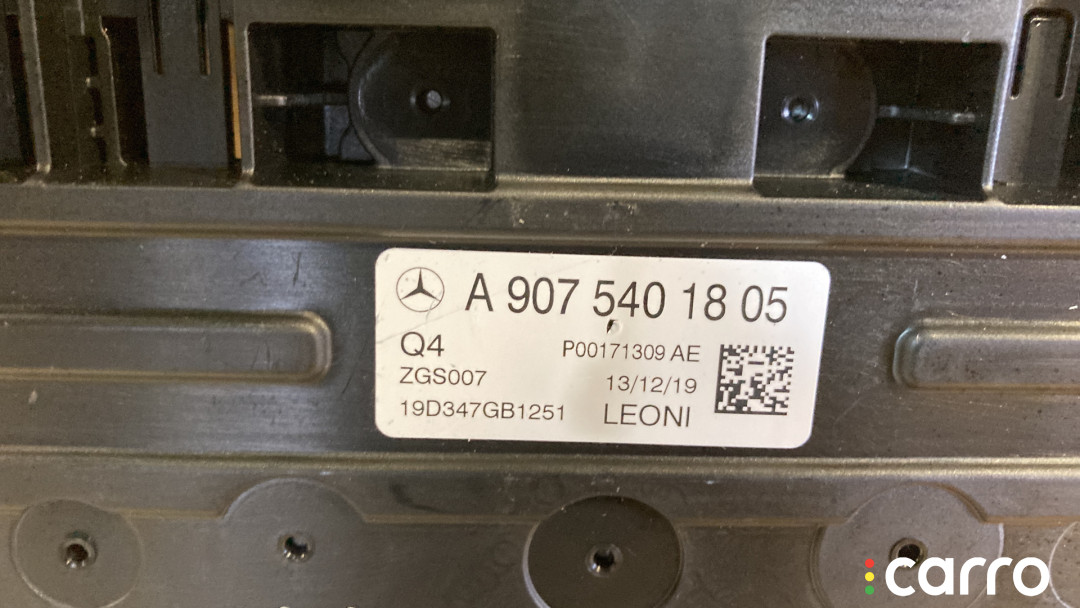 A 907 540 18 05
Q4
P00171309 AE
ZGS007
13/12/19
19D347GB1251
LEONI
carro